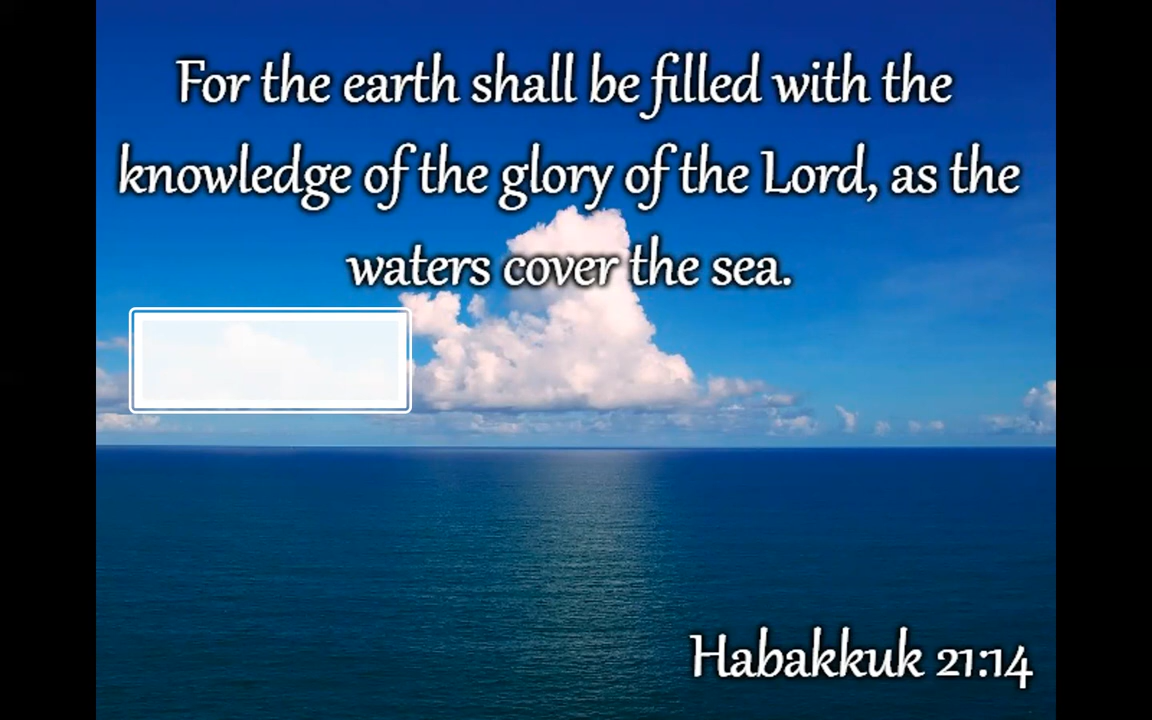 For the earth shall be filled with the
knowledge of the glory of the Lord, as the
waters cover the sea.
Habakkuk 21:14